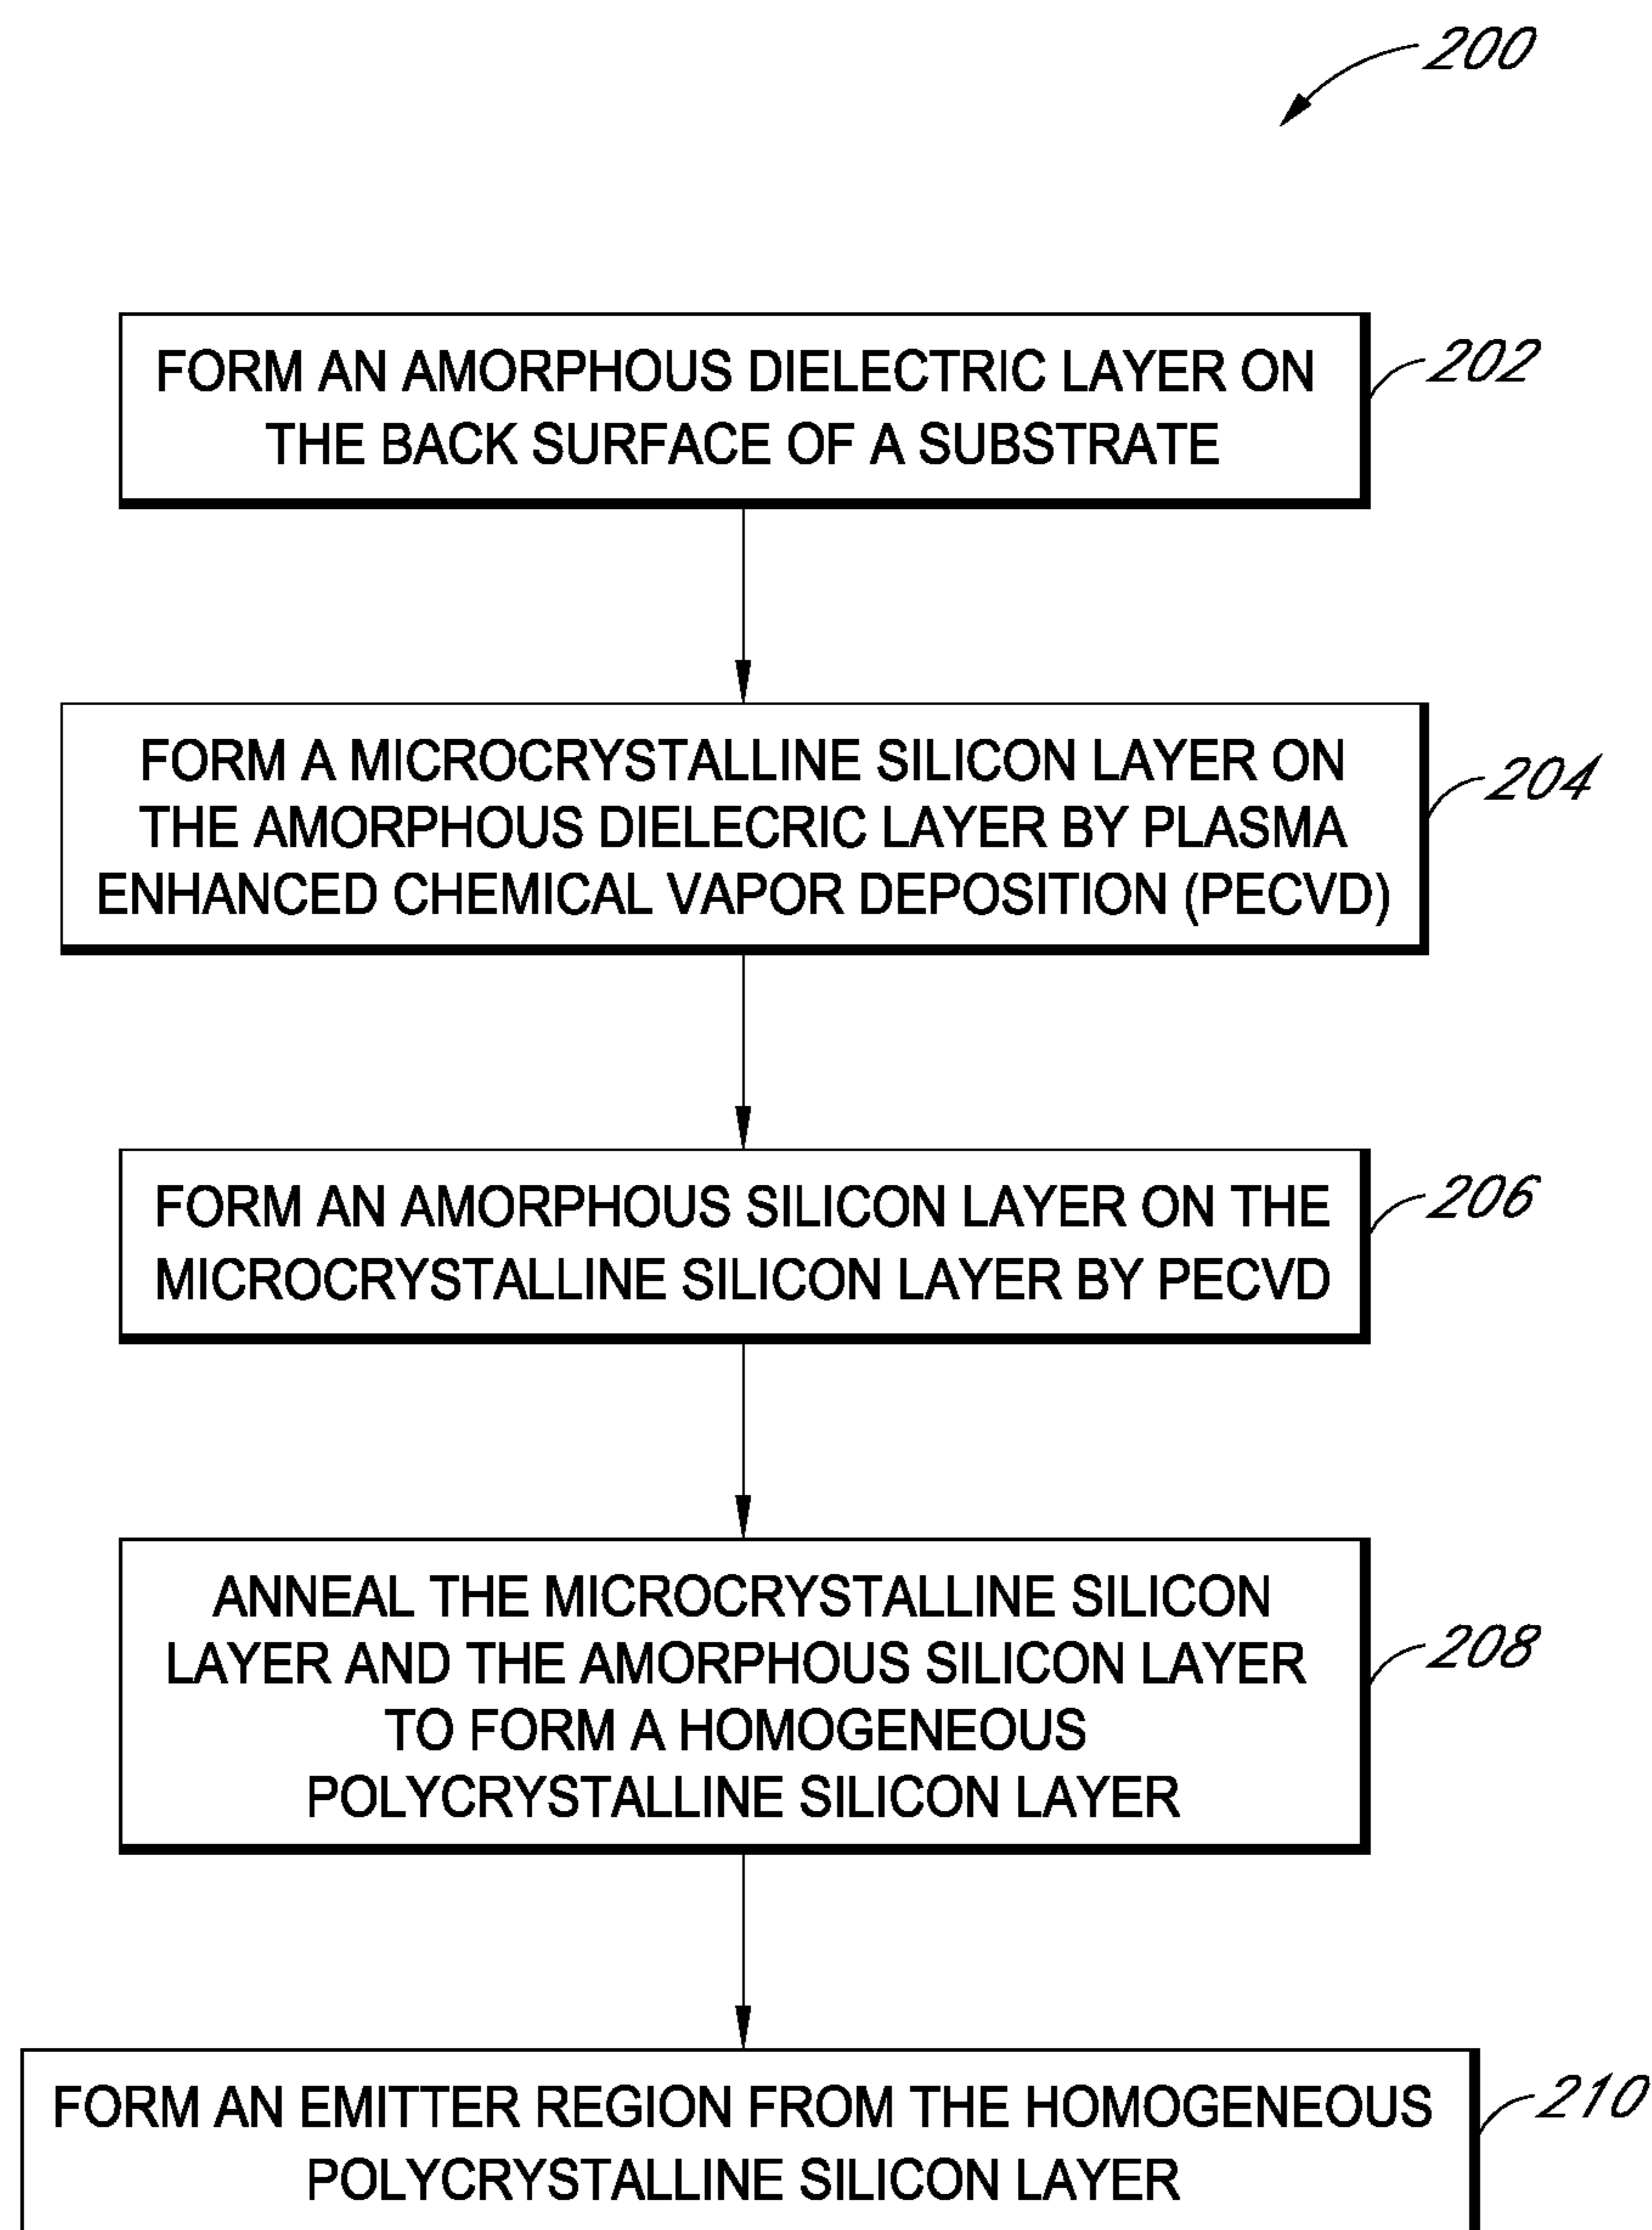 200
FORM AN AMORPHOUS DIELECTRIC LAYER ON
THE BACK SURFACE OF A SUBSTRATE
202
FORM A MICROCRYSTALLINE SILICON LAYER ON
THE AMORPHOUS DIELECRIC LAYER BY PLASMA
ENHANCED CHEMICAL VAPOR DEPOSITION (PECVD)
204
FORM AN AMORPHOUS SILICON LAYER ON THE
MICROCRYSTALLINE SILICON LAYER BY PECVD
206
ANNEAL THE MICROCRYSTALLINE SILICON
LAYER AND THE AMORPHOUS SILICON LAYER
TO FORM A HOMOGENEOUS
POLYCRYSTALLINE SILICON LAYER
208
FORM AN EMITTER REGION FROM THE HOMOGENEOUS
POLYCRYSTALLINE SILICON LAYER
210